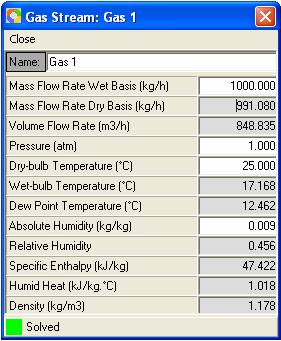 Gas Stream: Gas 1
Close
Name: Gas 1
Mass Flow Rate Wet Basis (kg/h) 1000.000
Mass Flow Rate Dry Basis (kg/h) 991.080
Volume Flow Rate (m3/h) 848.835
Pressure (atm) 1.000
Dry-bulb Temperature (°C) 25.000
Wet-bulb Temperature (°C) 17.168
Dew Point Temperature (°C) 12.462
Absolute Humidity (kg/kg) 0.009
Relative Humidity 0.456
Specific Enthalpy (kJ/kg) 47.422
Humid Heat (kJ/kg.°C) 1.018
Density (kg/m3) 1.178
Solved